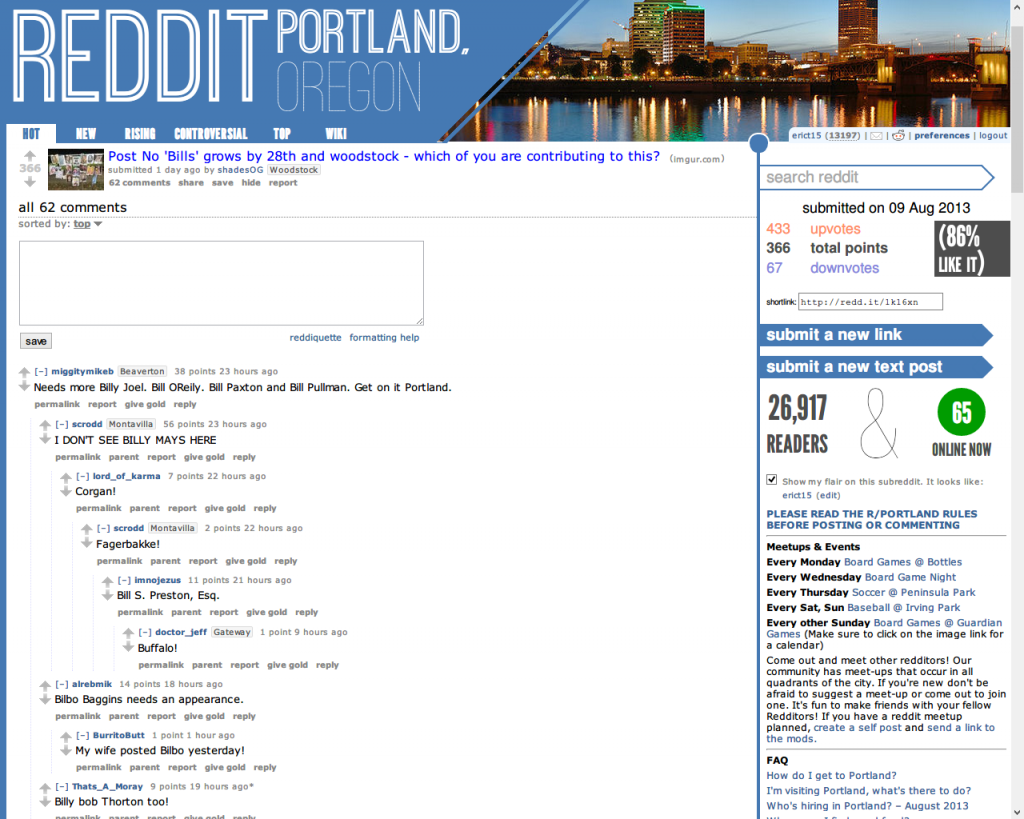 REDDIT PORTLAND, OREGON
HOT NEW RISING CONTROVERSIAL TOP WIKI
erict15 (13197) | | | preferences | logout
366
Post No 'Bills' grows by 28th and woodstock - which of you are contributing to this? (imgur.com)
submitted 1 day ago by shadesOG Woodstock
62 comments share save hide report
all 62 comments
sorted by: top
save
reddiquette formatting help
[–] miggitymikeb Beaverton 38 points 23 hours ago
Needs more Billy Joel. Bill OReily. Bill Paxton and Bill Pullman. Get on it Portland.
permalink report give gold reply
[–] scrodd Montavilla 56 points 23 hours ago
I DON'T SEE BILLY MAYS HERE
permalink parent report give gold reply
[–] lord_of_karma 7 points 22 hours ago
Corgan!
permalink parent report give gold reply
[–] scrodd Montavilla 2 points 22 hours ago
Fagerbakke!
permalink parent report give gold reply
[–] imnojezus 11 points 21 hours ago
Bill S. Preston, Esq.
permalink parent report give gold reply
[–] doctor_jeff Gateway 1 point 9 hours ago
Buffalo!
permalink parent report give gold reply
[–] alrebmik 14 points 18 hours ago
Bilbo Baggins needs an appearance.
permalink parent report give gold reply
[–] BurritoButt 1 point 1 hour ago
My wife posted Bilbo yesterday!
permalink parent report give gold reply
[–] Thats_A_Moray 9 points 19 hours ago*
Billy bob Thorton too!
permalink parent report give gold reply
search reddit
submitted on 09 Aug 2013
433 upvotes
366 total points
67 downvotes
(86%
LIKE IT)
shortlink: http://redd.it/1kl6xn
submit a new link
submit a new text post
26,917
READERS
&
65
ONLINE NOW
Show my flair on this subreddit. It looks like:
erict15 (edit)
PLEASE READ THE R/PORTLAND RULES
BEFORE POSTING OR COMMENTING
Meetups & Events
Every Monday Board Games @ Bottles
Every Wednesday Board Game Night
Every Thursday Soccer @ Peninsula Park
Every Sat, Sun Baseball @ Irving Park
Every other Sunday Board Games @ Guardian
Games (Make sure to click on the image link for
a calendar)
Come out and meet other redditors! Our
community has meet-ups that occur in all
quadrants of the city. If you're new don't be
afraid to suggest a meet-up or come out to join
one. It's fun to make friends with your fellow
Redditors! If you have a reddit meetup
planned, create a self post and send a link to
the mods.
FAQ
How do I get to Portland?
I'm visiting Portland, what's there to do?
Who's hiring in Portland? – August 2013